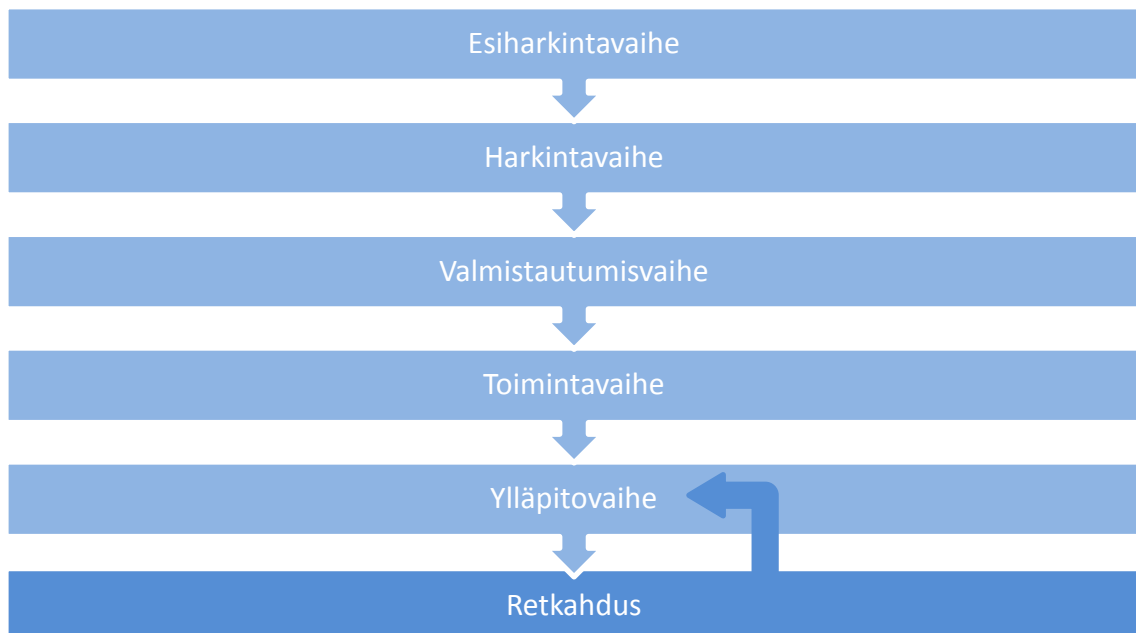 Esiharkintavaihe
Harkintavaihe
Valmistautumisvaihe
Toimintavaihe
Ylläpitovaihe
Retkahdus